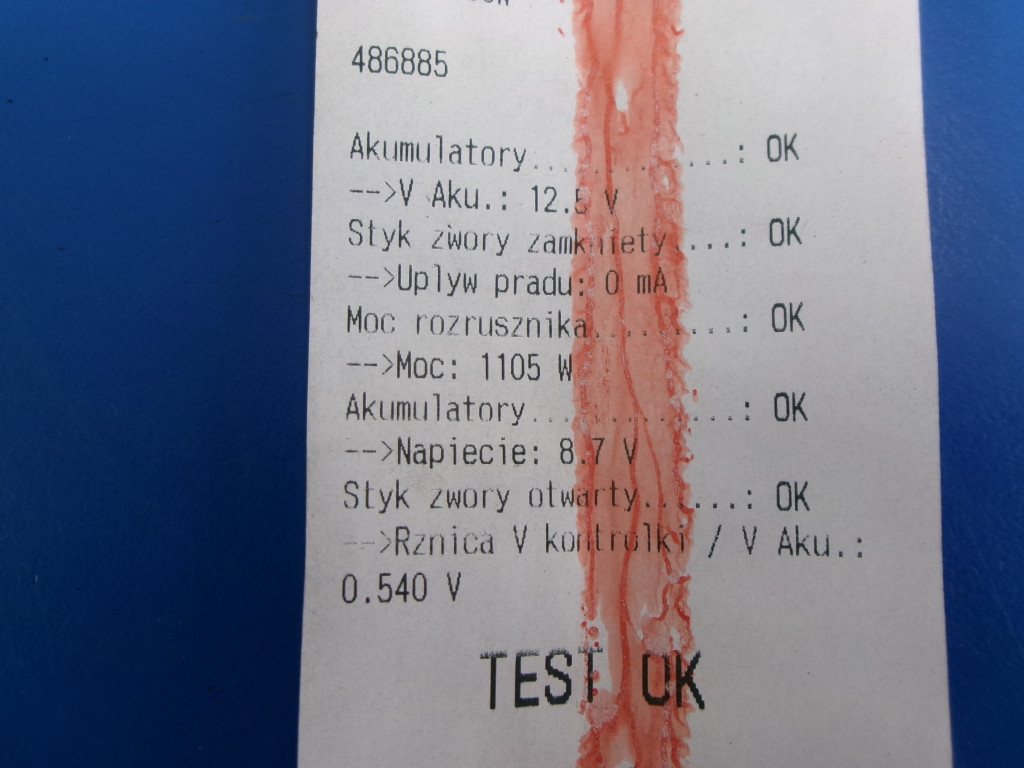 486885
Akumulatory..............: OK
-->V Aku.: 12.5 V
Styk zwory zamkniety.....: OK
-->Uplyw pradu: 0 mA
Moc rozrusznika..........: OK
-->Moc: 1105 W
Akumulatory..............: OK
-->Napiecie: 8.7 V
Styk zwory otwarty.......: OK
-->Rznica V kontrolki / V Aku.:
0.540 V
TEST OK